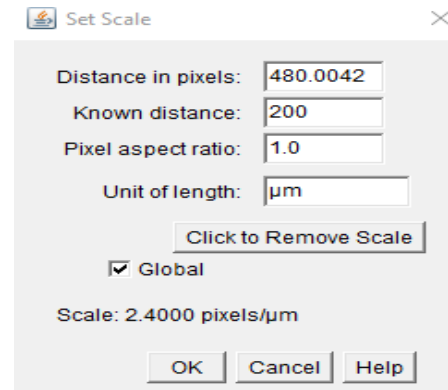 Set Scale
Distance in pixels: 480.0042
Known distance: 200
Pixel aspect ratio: 1.0
Unit of length: µm
Click to Remove Scale
Global
Scale: 2.4000 pixels/µm
OK Cancel Help